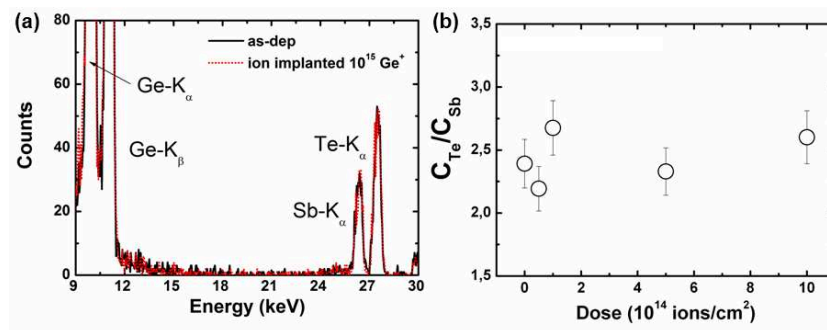 (a)
as-dep
ion implanted 10¹⁵ Ge⁺
Ge-Kα
Ge-Kβ
Te-Kα
Sb-Kα
80
60
40
20
0
Counts
9 12 15 18 21 24 27 30
Energy (keV)
(b)
3,5
3,0
2,5
2,0
1,5
C_Te/C_Sb
0 2 4 6 8 10
Dose (10¹⁴ ions/cm²)